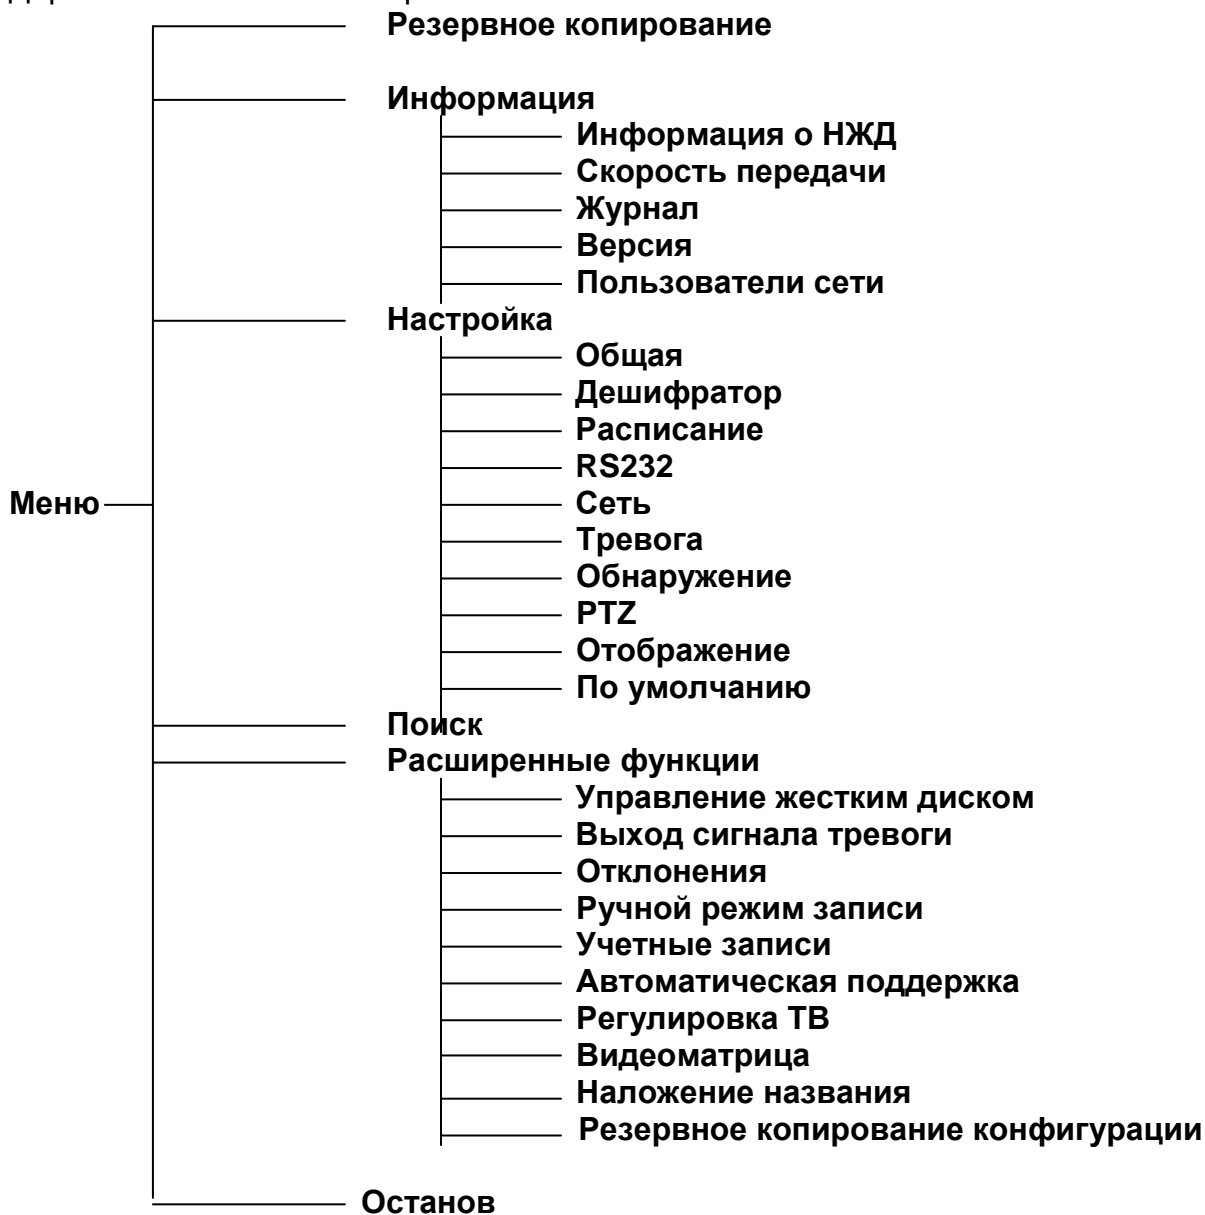 Резервное копирование
Информация
Информация о НЖД
Скорость передачи
Журнал
Версия
Пользователи сети
Настройка
Общая
Дешифратор
Расписание
RS232
Меню
Сеть
Тревога
Обнаружение
PTZ
Отображение
По умолчанию
Поиск
Расширенные функции
Управление жестким диском
Выход сигнала тревоги
Отклонения
Ручной режим записи
Учетные записи
Автоматическая поддержка
Регулировка ТВ
Видеоматрица
Наложение названия
Резервное копирование конфигурации
Останов